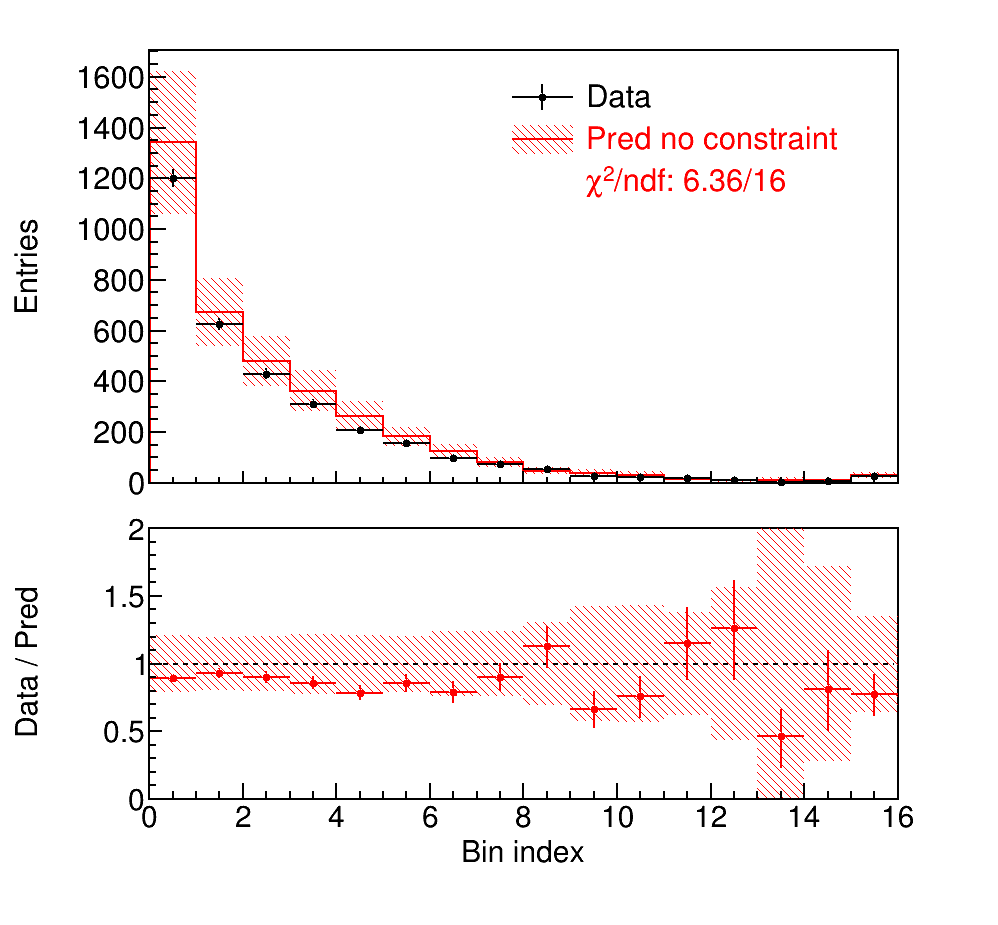 1600
1400
1200
1000
800
600
400
200
0
Entries
Data
Pred no constraint
χ²/ndf: 6.36/16
2
1.5
1
0.5
0
Data / Pred
0 2 4 6 8 10 12 14 16
Bin index